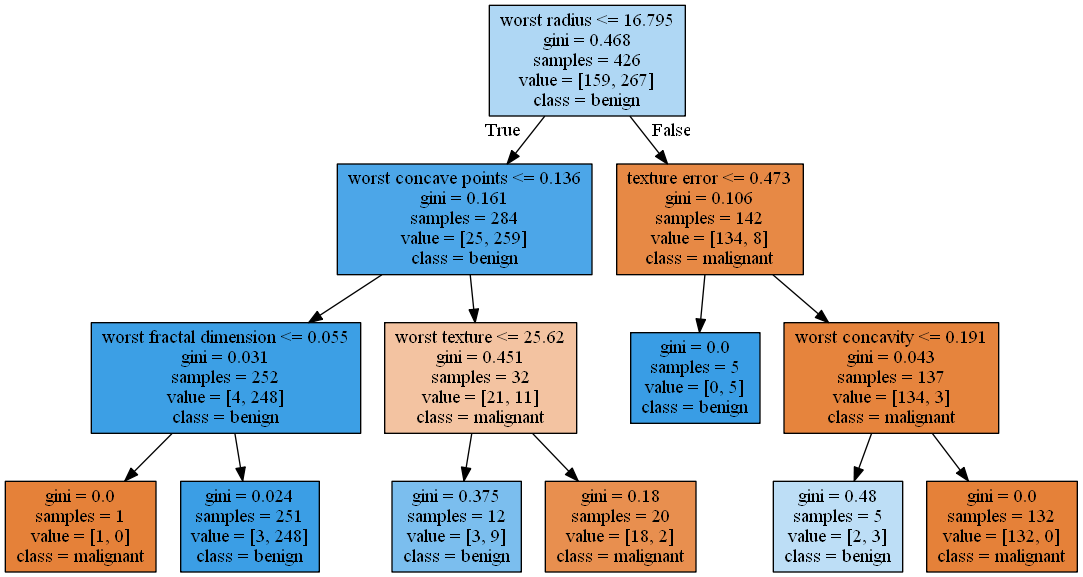 worst radius <= 16.795
gini = 0.468
samples = 426
value = [159, 267]
class = benign
True
False
worst concave points <= 0.136
gini = 0.161
samples = 284
value = [25, 259]
class = benign
texture error <= 0.473
gini = 0.106
samples = 142
value = [134, 8]
class = malignant
worst fractal dimension <= 0.055
gini = 0.031
samples = 252
value = [4, 248]
class = benign
worst texture <= 25.62
gini = 0.451
samples = 32
value = [21, 11]
class = malignant
gini = 0.0
samples = 5
value = [0, 5]
class = benign
worst concavity <= 0.191
gini = 0.043
samples = 137
value = [134, 3]
class = malignant
gini = 0.0
samples = 1
value = [1, 0]
class = malignant
gini = 0.024
samples = 251
value = [3, 248]
class = benign
gini = 0.375
samples = 12
value = [3, 9]
class = benign
gini = 0.18
samples = 20
value = [18, 2]
class = malignant
gini = 0.48
samples = 5
value = [2, 3]
class = benign
gini = 0.0
samples = 132
value = [132, 0]
class = malignant